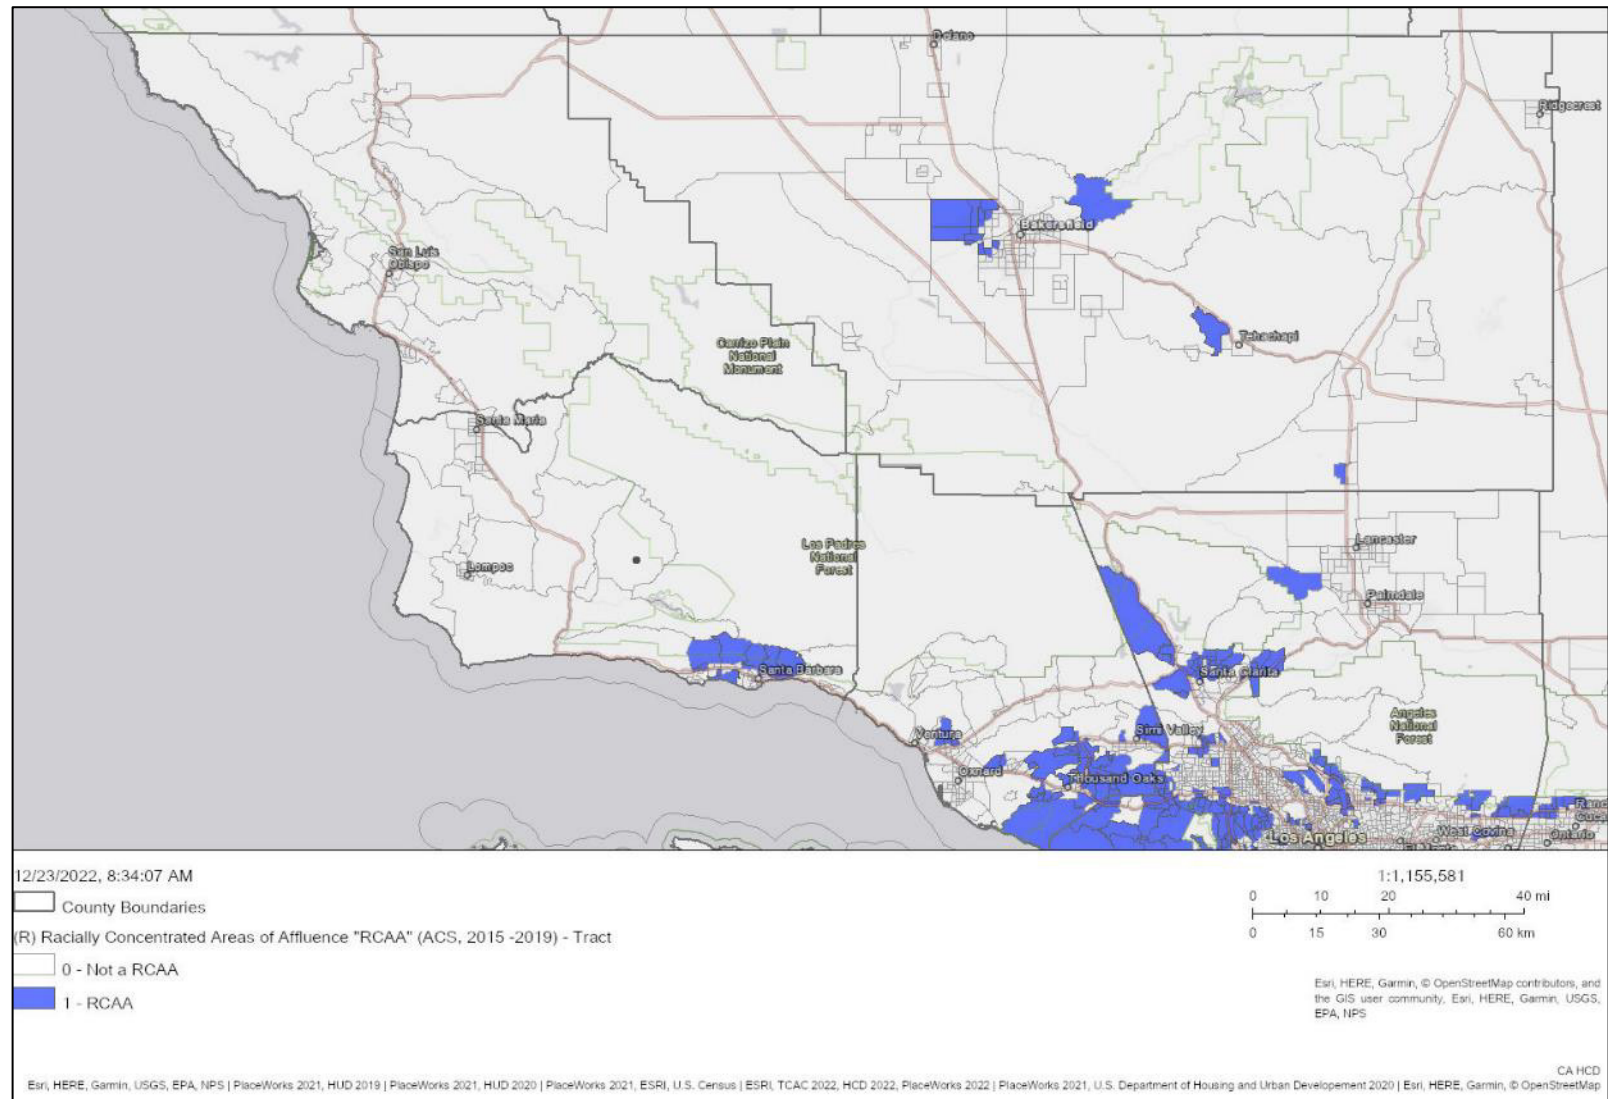 Delano
Ridgecrest
Bakersfield
San Luis
Obispo
Tehachapi
Carrizo Plain
National
Monument
Santa Maria
Lancaster
Los Padres
National
Forest
Lompoc
Palmdale
Santa Barbara
Santa Clarita
Angeles
National
Forest
Ventura
Simi Valley
Oxnard
Thousand Oaks
Los Angeles
West Covina
Ontario
12/23/2022, 8:34:07 AM
County Boundaries
(R) Racially Concentrated Areas of Affluence "RCAA" (ACS, 2015 -2019) - Tract
0 - Not a RCAA
1 - RCAA
1:1,155,581
0 10 20 40 mi
0 15 30 60 km
Esri, HERE, Garmin, © OpenStreetMap contributors, and
the GIS user community, Esri, HERE, Garmin, USGS,
EPA, NPS
CA HCD
Esri, HERE, Garmin, USGS, EPA, NPS | PlaceWorks 2021, HUD 2019 | PlaceWorks 2021, HUD 2020 | PlaceWorks 2021, ESRI, U.S. Census | ESRI, TCAC 2022, HCD 2022, PlaceWorks 2022 | PlaceWorks 2021, U.S. Department of Housing and Urban Developement 2020 | Esri, HERE, Garmin, © OpenStreetMap